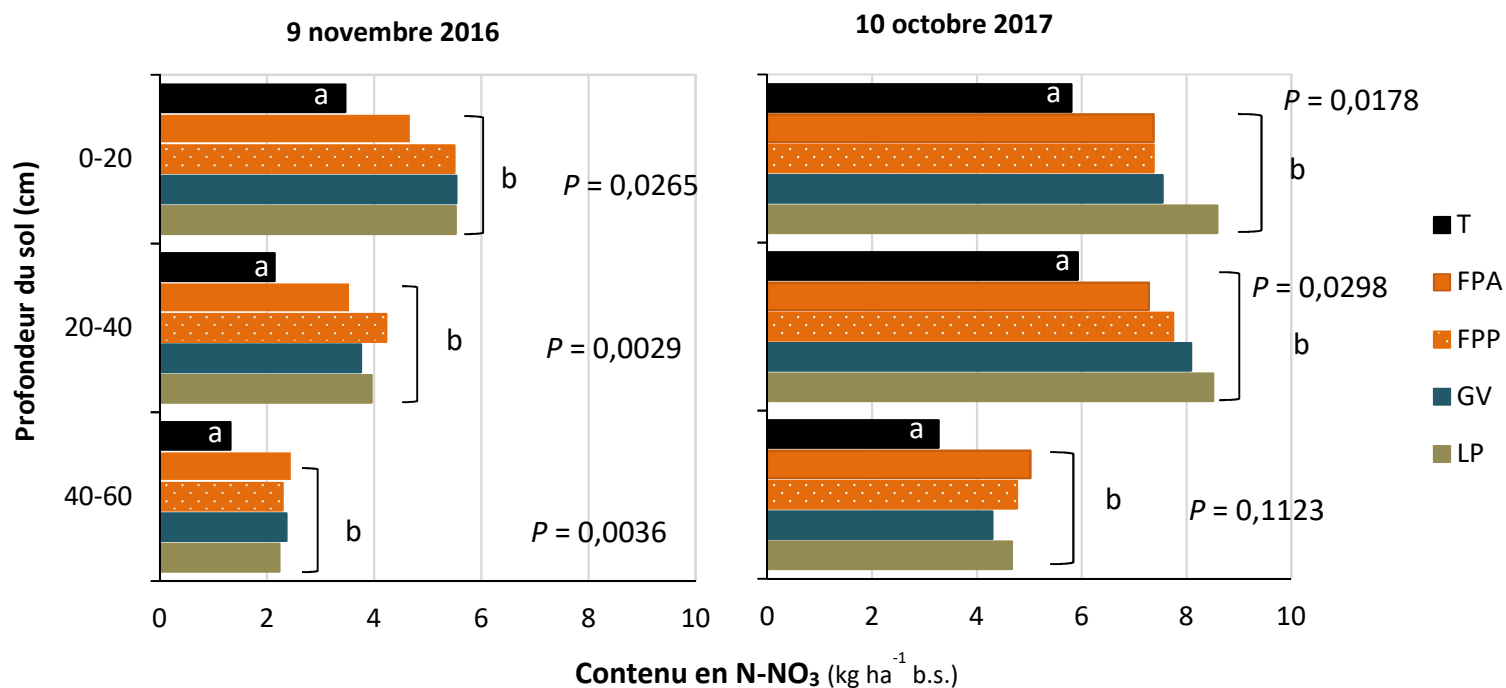 9 novembre 2016
10 octobre 2017
Profondeur du sol (cm)
0-20
20-40
40-60
a
b
P = 0,0265
a
b
P = 0,0029
a
b
P = 0,0036
0 2 4 6 8 10
a
P = 0,0178
b
a
P = 0,0298
b
a
b
P = 0,1123
0 2 4 6 8 10
T
FPA
FPP
GV
LP
Contenu en N-NO₃ (kg ha⁻¹ b.s.)